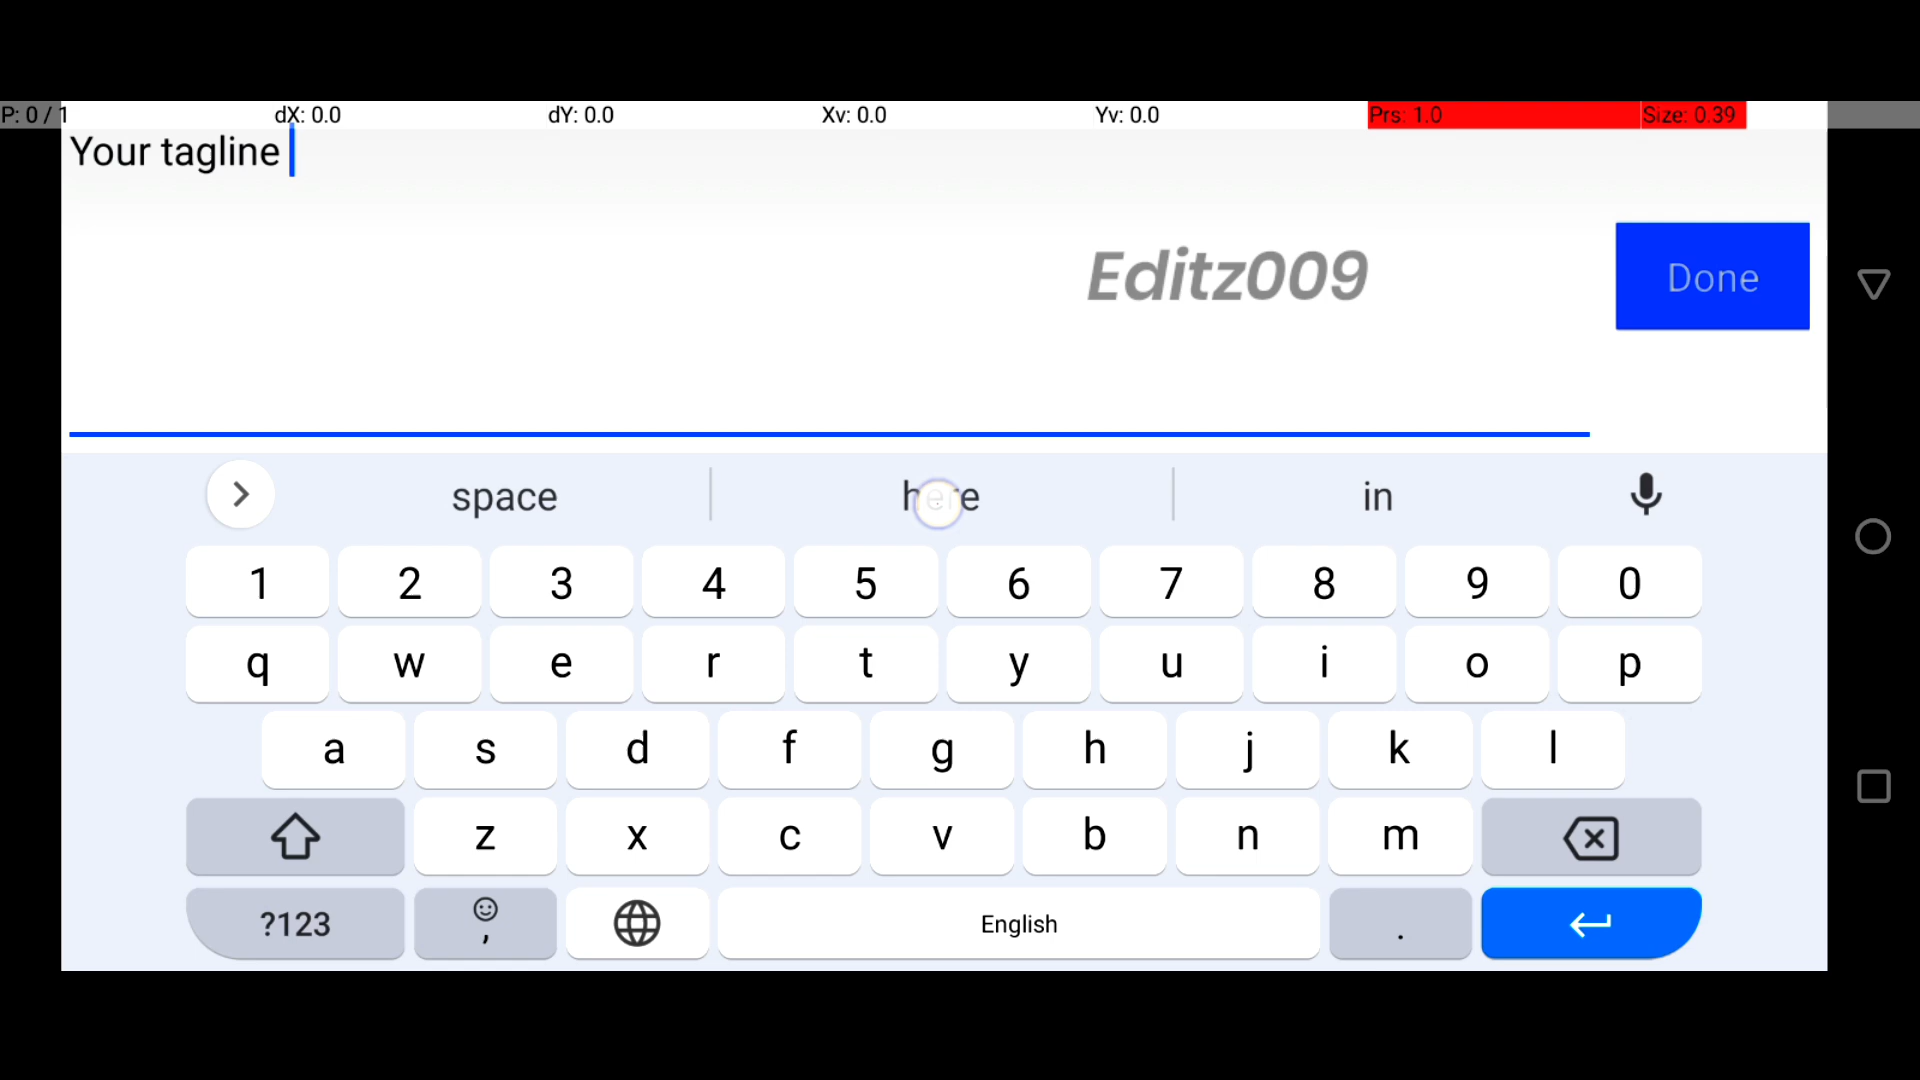 P: 0 / 1 dX: 0.0 dY: 0.0 Xv: 0.0 Yv: 0.0 Prs: 1.0 Size: 0.39
Your tagline
Editz009
Done
space here in
1 2 3 4 5 6 7 8 9 0
q w e r t y u i o p
a s d f g h j k l
z x c v b n m
?123 , English .